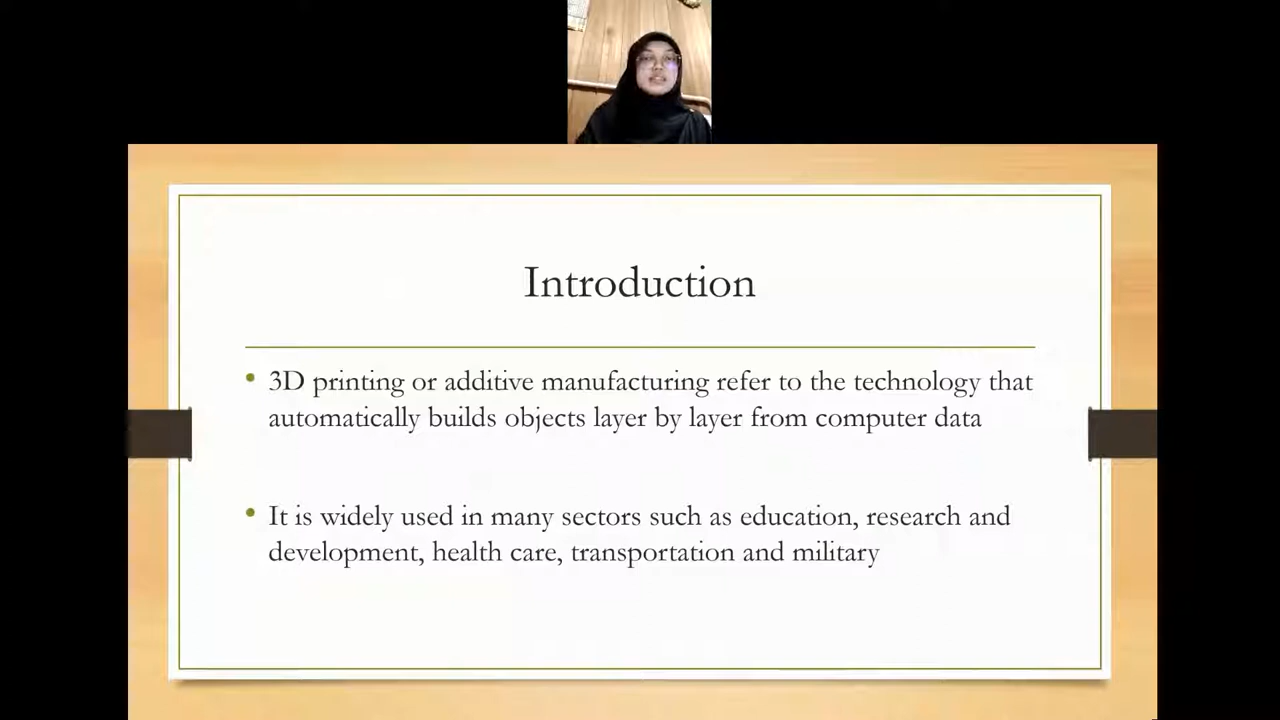 Introduction
• 3D printing or additive manufacturing refer to the technology that
automatically builds objects layer by layer from computer data
• It is widely used in many sectors such as education, research and
development, health care, transportation and military